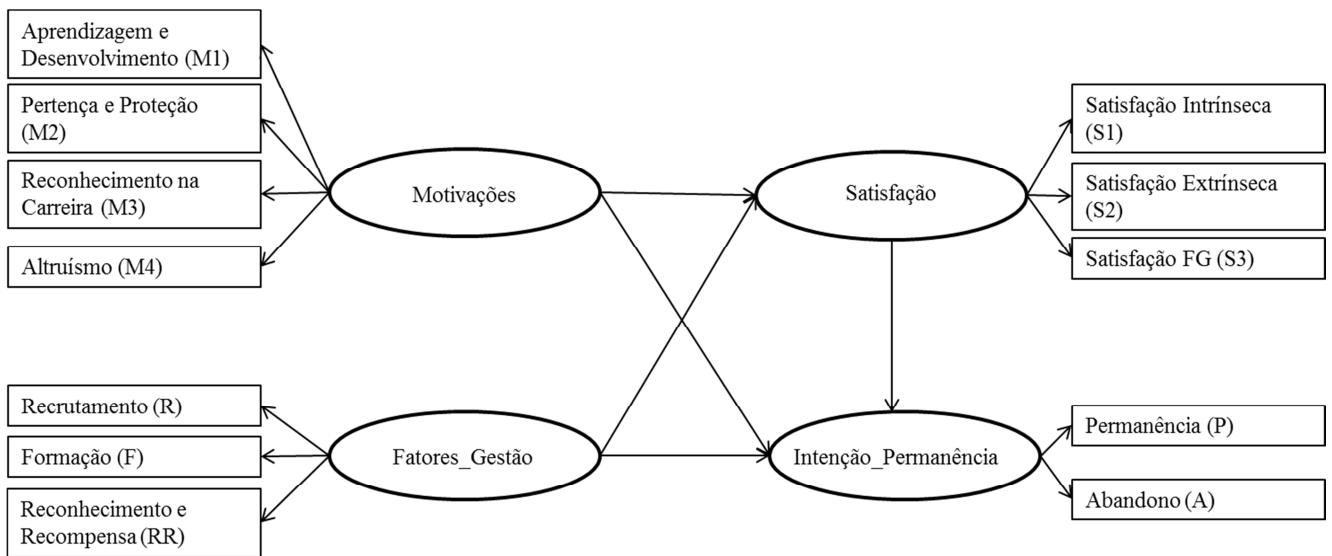 Aprendizagem e
Desenvolvimento (M1)
Pertença e Proteção
(M2)
Reconhecimento na
Carreira (M3)
Altruísmo (M4)
Motivações
Satisfação
Satisfação Intrínseca
(S1)
Satisfação Extrínseca
(S2)
Satisfação FG (S3)
Recrutamento (R)
Formação (F)
Reconhecimento e
Recompensa (RR)
Fatores_Gestão
Intenção_Permanência
Permanência (P)
Abandono (A)